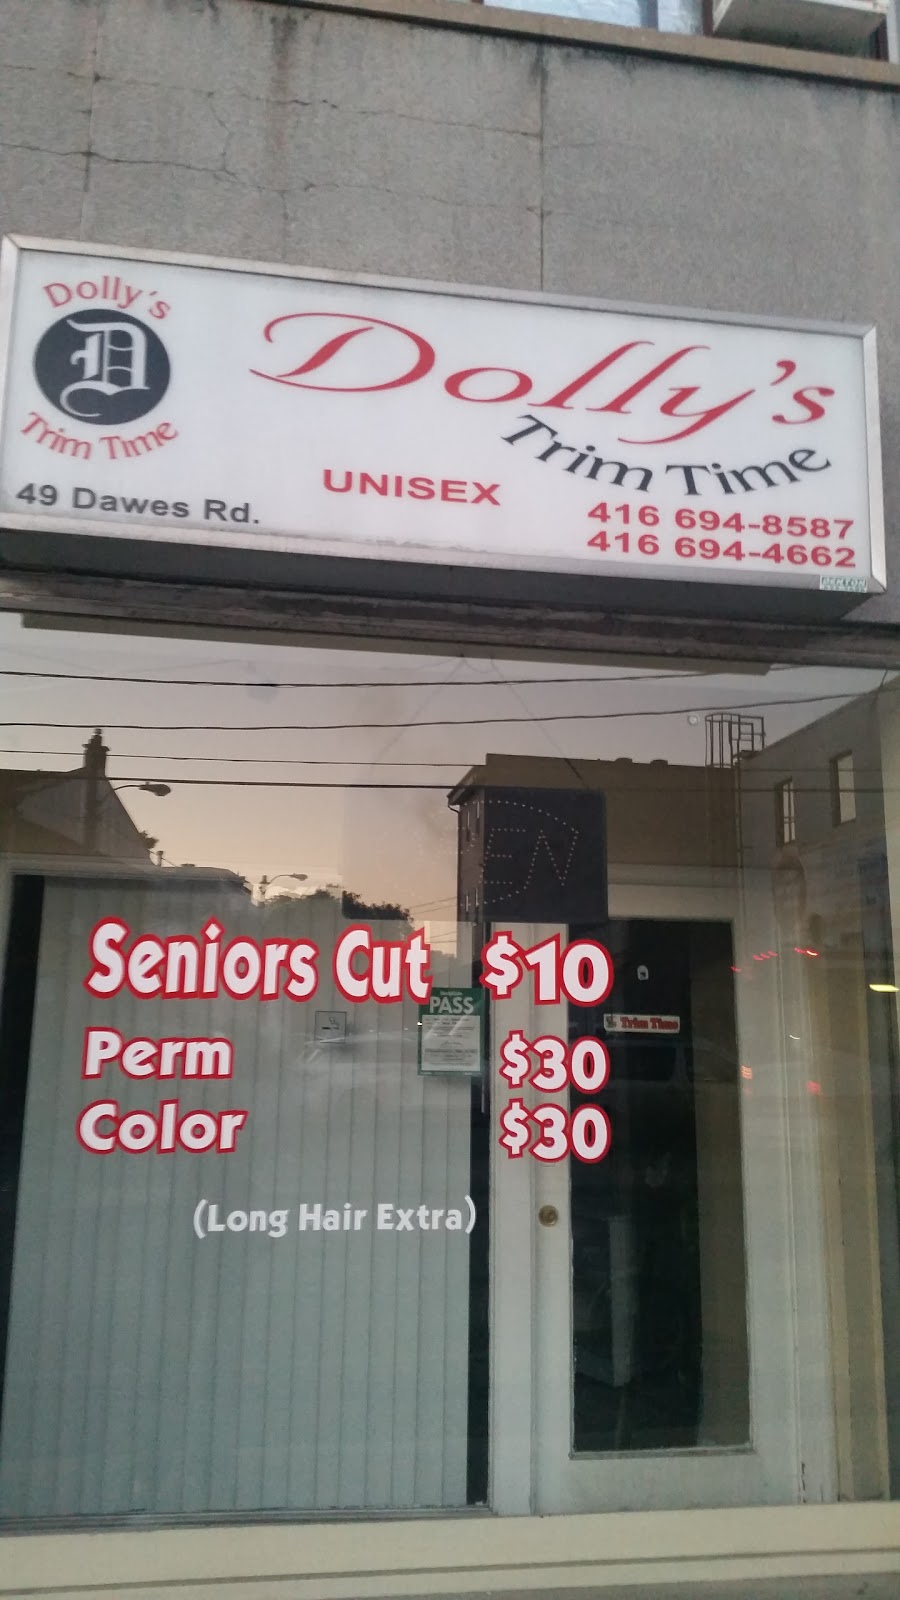 Dolly's
D
Trim Time
Dolly's
Trim Time
UNISEX
49 Dawes Rd.
416 694-8587
416 694-4662
Seniors Cut $10
PASS
Trim Time
Perm $30
Color $30
(Long Hair Extra)